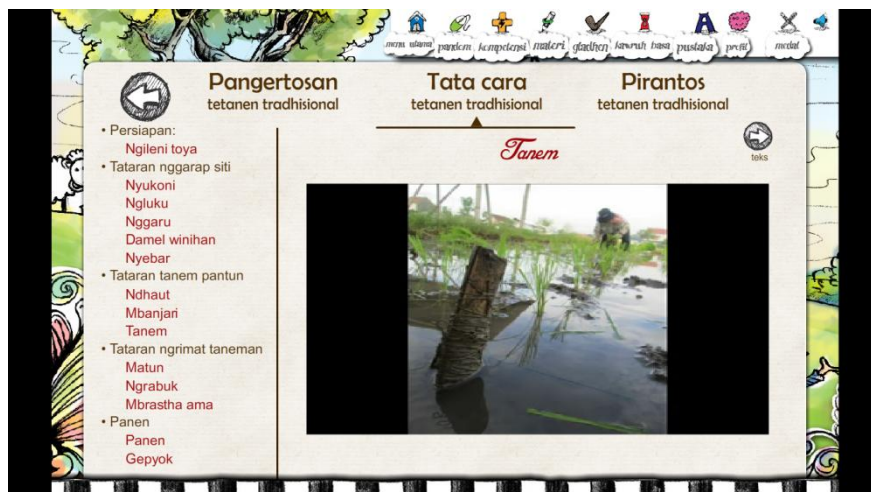 menu utama pandom kompetensi materi gladhen kawruh basa pustaka profil medal
Pangertosan
tetanen tradhisional
Tata cara
tetanen tradhisional
Pirantos
tetanen tradhisional
• Persiapan:
Ngileni toya
• Tataran nggarap siti
Nyukoni
Ngluku
Nggaru
Damel winihan
Nyebar
• Tataran tanem pantun
Ndhaut
Mbanjari
Tanem
• Tataran ngrimat taneman
Matun
Ngrabuk
Mbrastha ama
• Panen
Panen
Gepyok
Tanem
teks